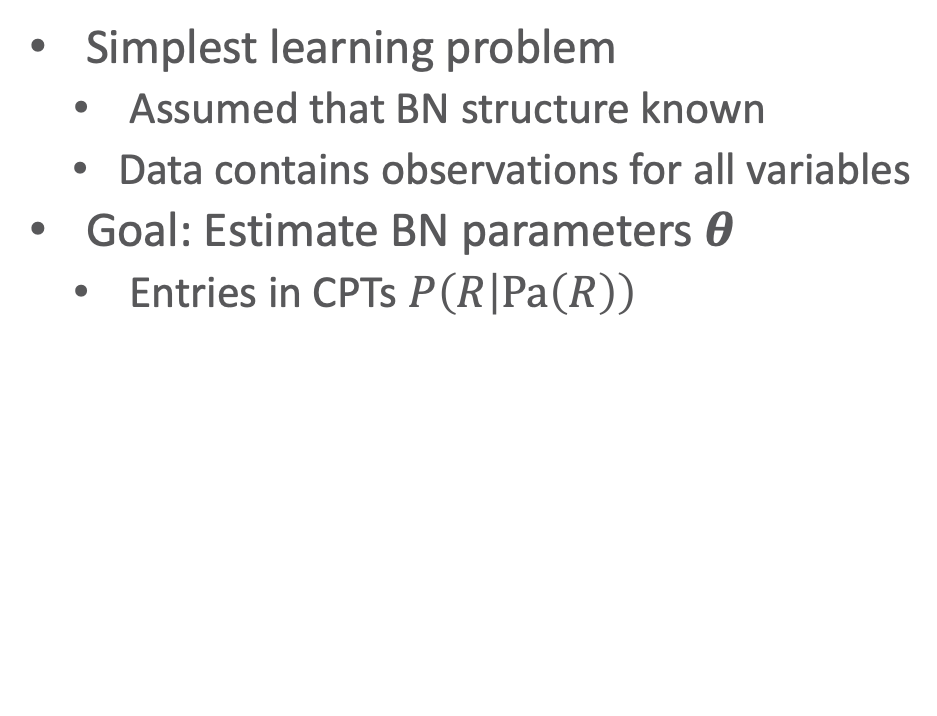 • Simplest learning problem
• Assumed that BN structure known
• Data contains observations for all variables
• Goal: Estimate BN parameters 𝜽
• Entries in CPTs 𝑃(𝑅|Pa(𝑅))